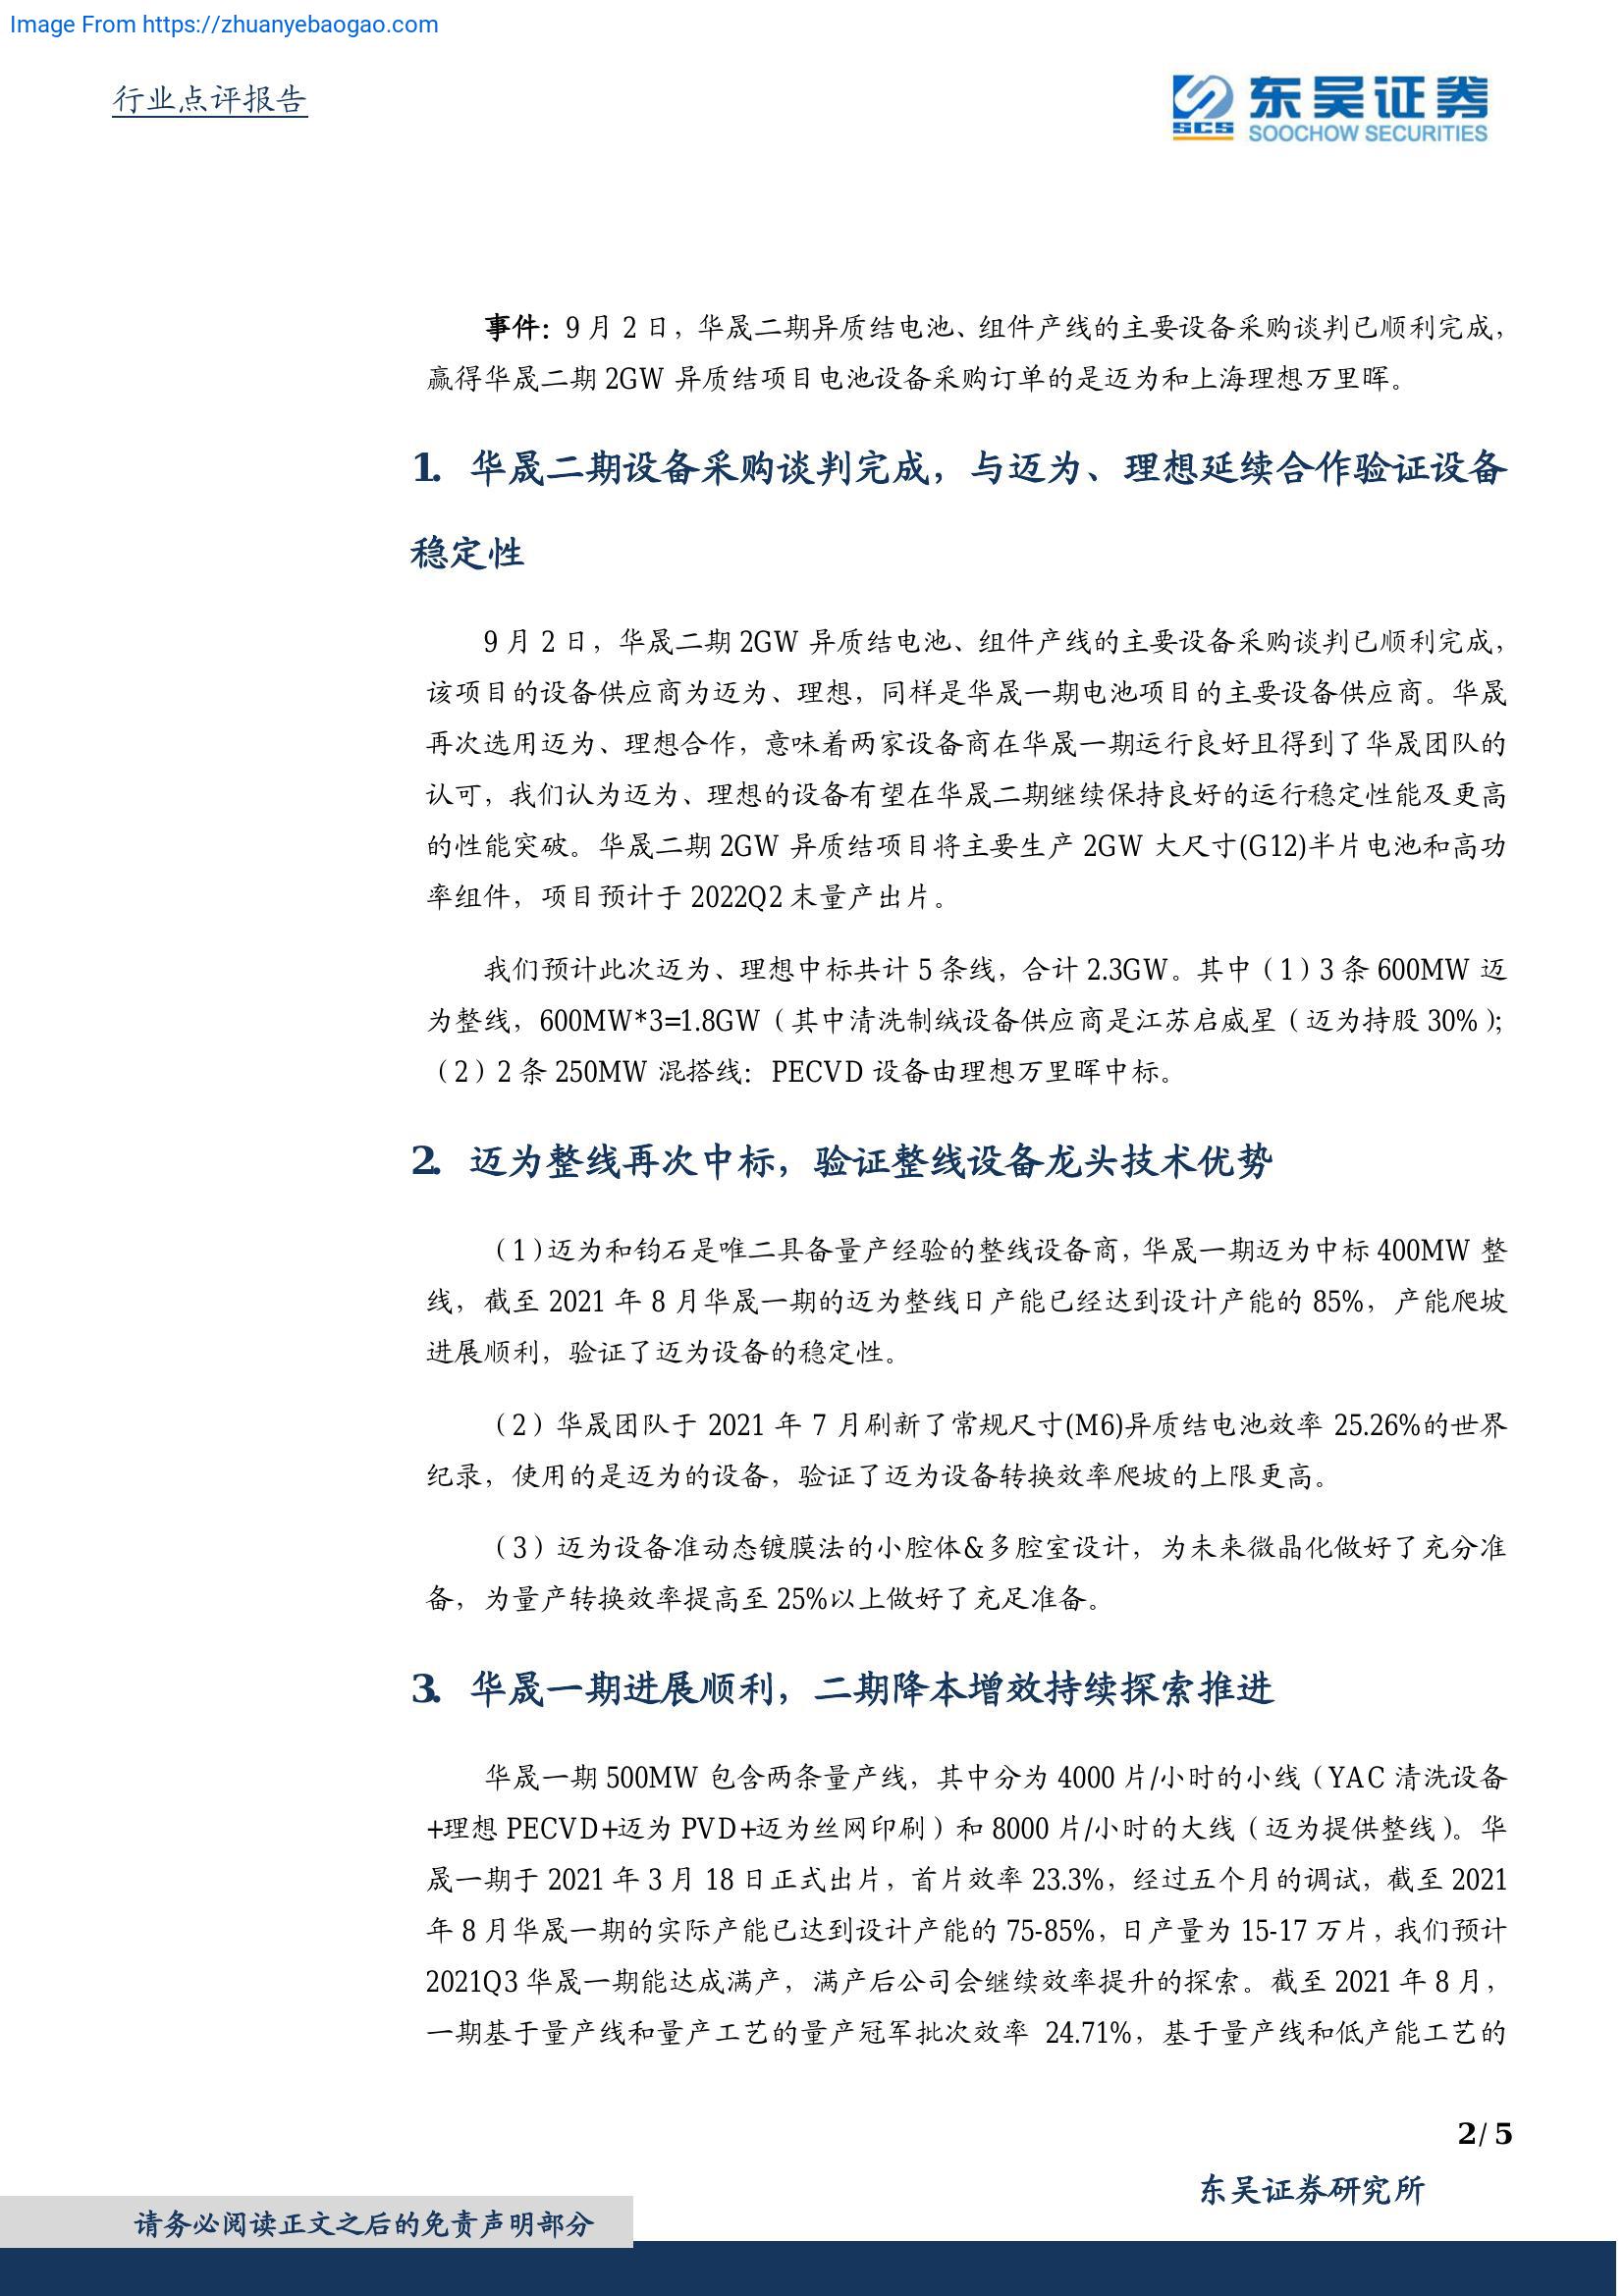 Image From https://zhuanyebaogao.com
行业点评报告
SCS 东吴证券
SOOCHOW SECURITIES
事件：9 月 2 日，华晟二期异质结电池、组件产线的主要设备采购谈判已顺利完成，
赢得华晟二期 2GW 异质结项目电池设备采购订单的是迈为和上海理想万里晖。
1. 华晟二期设备采购谈判完成，与迈为、理想延续合作验证设备
稳定性
9 月 2 日，华晟二期 2GW 异质结电池、组件产线的主要设备采购谈判已顺利完成，
该项目的设备供应商为迈为、理想，同样是华晟一期电池项目的主要设备供应商。华晟
再次选用迈为、理想合作，意味着两家设备商在华晟一期运行良好且得到了华晟团队的
认可，我们认为迈为、理想的设备有望在华晟二期继续保持良好的运行稳定性能及更高
的性能突破。华晟二期 2GW 异质结项目将主要生产 2GW 大尺寸(G12)半片电池和高功
率组件，项目预计于 2022Q2 末量产出片。
我们预计此次迈为、理想中标共计 5 条线，合计 2.3GW。其中（1）3 条 600MW 迈
为整线，600MW*3=1.8GW（其中清洗制绒设备供应商是江苏启威星（迈为持股 30%）；
（2）2 条 250MW 混搭线：PECVD 设备由理想万里晖中标。
2. 迈为整线再次中标，验证整线设备龙头技术优势
（1）迈为和钧石是唯二具备量产经验的整线设备商，华晟一期迈为中标 400MW 整
线，截至 2021 年 8 月华晟一期的迈为整线日产能已经达到设计产能的 85%，产能爬坡
进展顺利，验证了迈为设备的稳定性。
（2）华晟团队于 2021 年 7 月刷新了常规尺寸(M6)异质结电池效率 25.26%的世界
纪录，使用的是迈为的设备，验证了迈为设备转换效率爬坡的上限更高。
（3）迈为设备准动态镀膜法的小腔体&多腔室设计，为未来微晶化做好了充分准
备，为量产转换效率提高至 25%以上做好了充足准备。
3. 华晟一期进展顺利，二期降本增效持续探索推进
华晟一期 500MW 包含两条量产线，其中分为 4000 片/小时的小线（YAC 清洗设备
+理想 PECVD+迈为 PVD+迈为丝网印刷）和 8000 片/小时的大线（迈为提供整线）。华
晟一期于 2021 年 3 月 18 日正式出片，首片效率 23.3%，经过五个月的调试，截至 2021
年 8 月华晟一期的实际产能已达到设计产能的 75-85%，日产量为 15-17 万片，我们预计
2021Q3 华晟一期能达成满产，满产后公司会继续效率提升的探索。截至 2021 年 8 月，
一期基于量产线和量产工艺的量产冠军批次效率 24.71%，基于量产线和低产能工艺的
2/ 5
东吴证券研究所
请务必阅读正文之后的免责声明部分